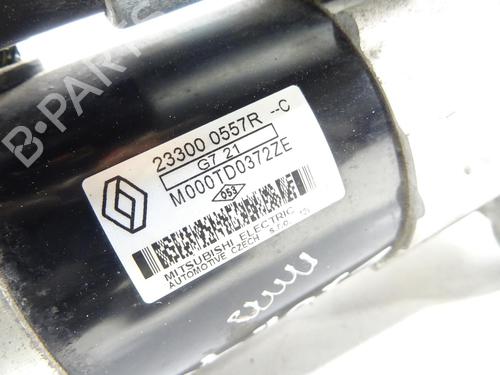 B-PARTS
23300 0557R --C
G7 21
M000TD0372ZE
053
MITSUBISHI ELECTRIC
AUTOMOTIVE CZECH s.r.o.